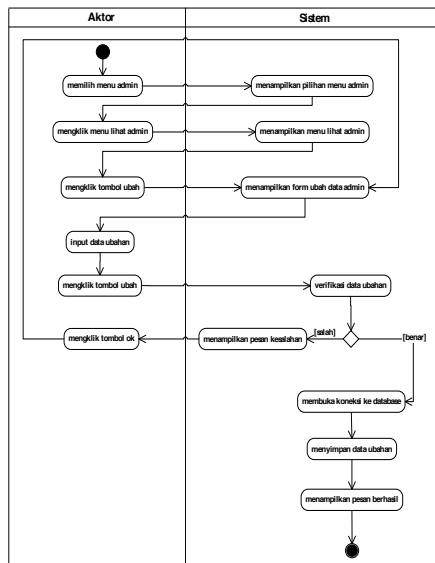 Aktor
Sistem
memilih menu admin
menampilkan pilihan menu admin
mengklik menu lihat admin
menampilkan menu lihat admin
mengklik tombol ubah
menampilkan form ubah data admin
input data ubahan
mengklik tombol ubah
verifikasi data ubahan
mengklik tombol ok
menampilkan pesan kesalahan
[salah]
[benar]
membuka koneksi ke database
menyimpan data ubahan
menampilkan pesan berhasil